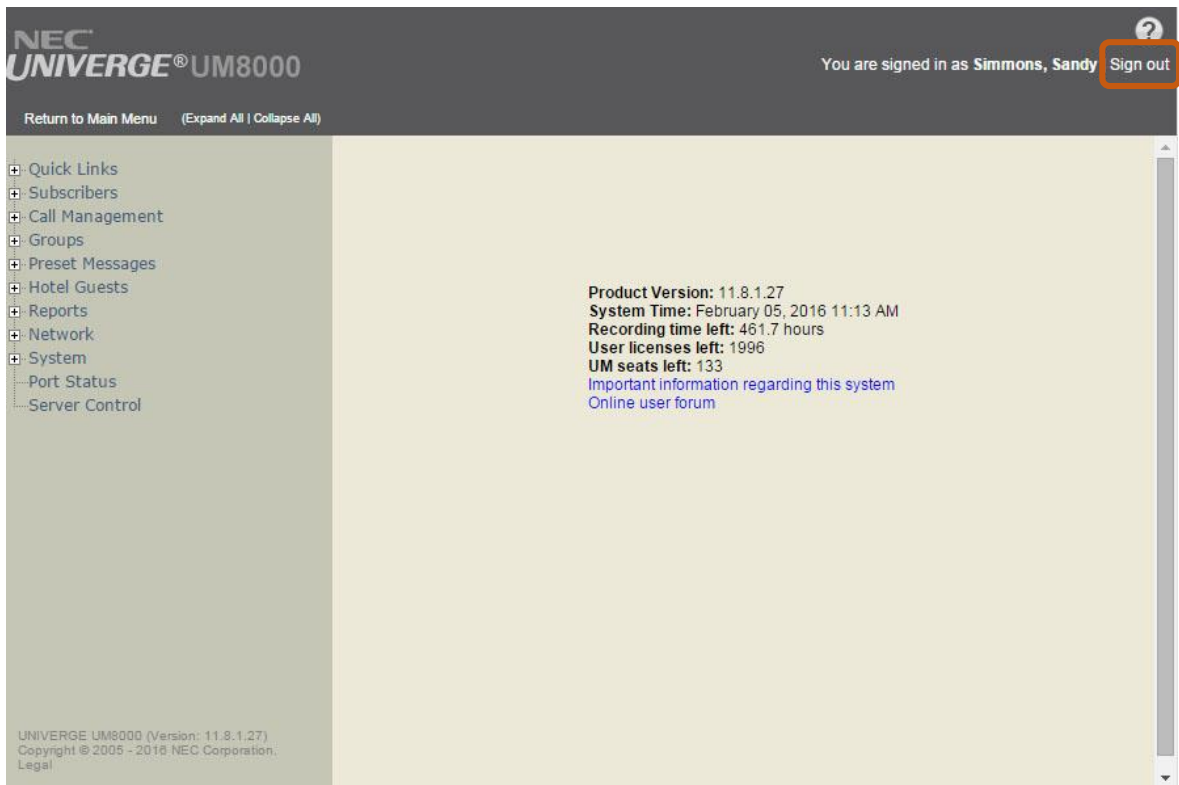 NEC
UNIVERGE®UM8000
?
You are signed in as Simmons, Sandy Sign out
Return to Main Menu (Expand All | Collapse All)
Quick Links
Subscribers
Call Management
Groups
Preset Messages
Hotel Guests
Reports
Network
System
Port Status
Server Control
Product Version: 11.8.1.27
System Time: February 05, 2016 11:13 AM
Recording time left: 461.7 hours
User licenses left: 1996
UM seats left: 133
Important information regarding this system
Online user forum
UNIVERGE UM8000 (Version: 11.8.1.27)
Copyright © 2005 - 2016 NEC Corporation.
Legal